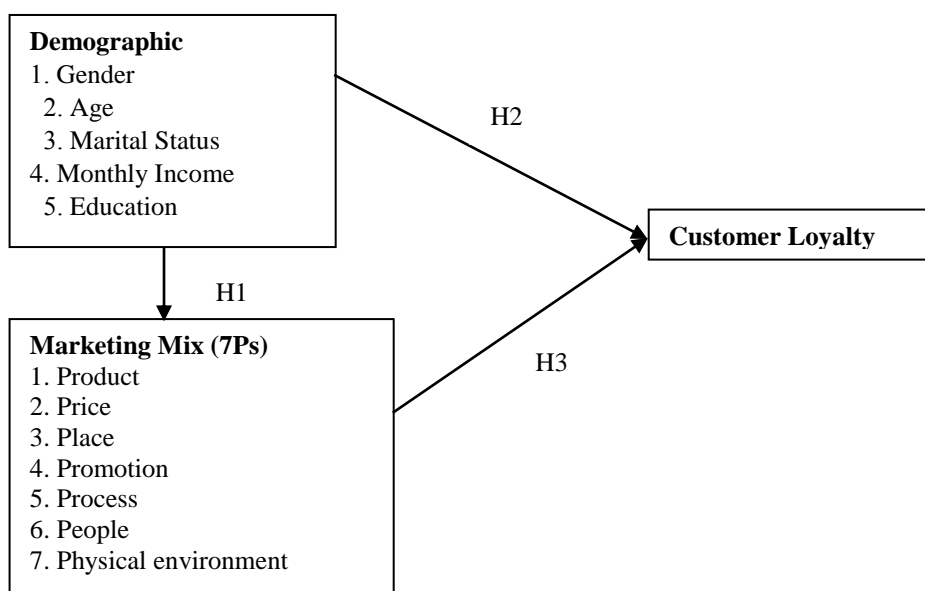 Demographic
1. Gender
2. Age
3. Marital Status
4. Monthly Income
5. Education
H2
Customer Loyalty
H1
Marketing Mix (7Ps)
1. Product
2. Price
3. Place
4. Promotion
5. Process
6. People
7. Physical environment
H3